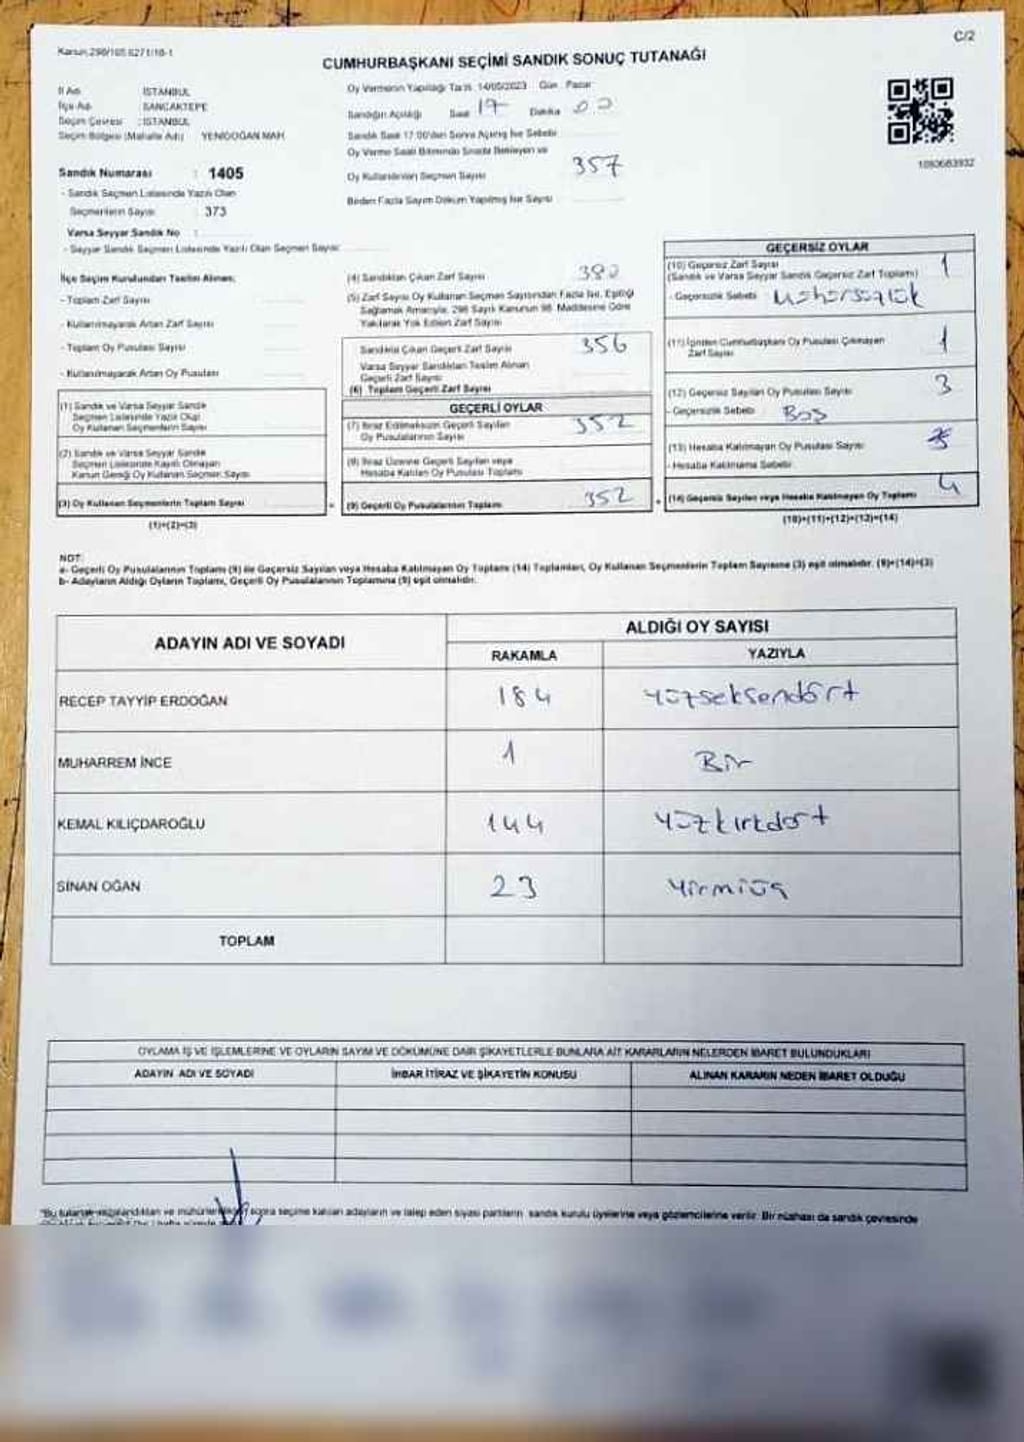 Kanun:298/105 6271/18-1
C/2
CUMHURBAŞKANI SEÇİMİ SANDIK SONUÇ TUTANAĞI
İl Adı : İSTANBUL
İlçe Adı : SANCAKTEPE
Seçim Çevresi : İSTANBUL
Seçim Bölgesi (Mahalle Adı) YENİDOĞAN MAH.
Sandık Numarası : 1405
- Sandık Seçmen Listesinde Yazılı Olan
Seçmenlerin Sayısı : 373
Varsa Seyyar Sandık No :
- Seyyar Sandık Seçmen Listesinde Yazılı Olan Seçmen Sayısı:
Oy Vermenin Yapıldığı Tarih 14/05/2023 Gün Pazar
Sandığın Açıldığı Saat 17 Dakika 00
Sandık Saat 17:00'den Sonra Açılmış İse Sebebi
Oy Verme Saati Bitiminde Sırada Bekleyen ve
Oy Kullandırılan Seçmen Sayısı 357
Birden Fazla Sayım Döküm Yapılmış İse Sayısı
1093683932
İlçe Seçim Kurulundan Teslim Alınan;
- Toplam Zarf Sayısı
- Kullanılmayarak Artan Zarf Sayısı
- Toplam Oy Pusulası Sayısı
- Kullanılmayarak Artan Oy Pusulası
(1) Sandık ve Varsa Seyyar Sandık
Seçmen Listesinde Yazılı Olup
Oy Kullanan Seçmenlerin Sayısı
(2) Sandık ve Varsa Seyyar Sandık
Seçmen Listesinde Kayıtlı Olmayan
Kanun Gereği Oy Kullanan Seçmen Sayısı
(3) Oy Kullanan Seçmenlerin Toplam Sayısı
(1)+(2)=(3)
(4) Sandıktan Çıkan Zarf Sayısı
(5) Zarf Sayısı Oy Kullanan Seçmen Sayısından Fazla İse, Eşitliği
Sağlamak Amacıyla, 298 Sayılı Kanunun 98. Maddesine Göre
Yakılarak Yok Edilen Zarf Sayısı
Sandıkta Çıkan Geçerli Zarf Sayısı 356
Varsa Seyyar Sandıktan Teslim Alınan
Geçerli Zarf Sayısı
(6) Toplam Geçerli Zarf Sayısı
GEÇERLİ OYLAR
(7) İtiraz Edilmeksizin Geçerli Sayılan
Oy Pusulalarının Sayısı 352
(8) İtiraz Üzerine Geçerli Sayılan veya
Hesaba Katılan Oy Pusulası Toplamı
= (9) Geçerli Oy Pusulalarının Toplamı 352 +
GEÇERSİZ OYLAR
(10) Geçersiz Zarf Sayısı
(Sandık ve Varsa Seyyar Sandık Geçersiz Zarf Toplamı) 1
- Geçersizlik Sebebi: Mühürsüzlük
(11) İçinden Cumhurbaşkanı Oy Pusulası Çıkmayan
Zarf Sayısı 1
(12) Geçersiz Sayılan Oy Pusulası Sayısı 3
- Geçersizlik Sebebi: Boş
(13) Hesaba Katılmayan Oy Pusulası Sayısı
- Hesaba Katılmama Sebebi:
(14) Geçersiz Sayılan veya Hesaba Katılmayan Oy Toplamı 4
(10)+(11)+(12)+(13)=(14)
NOT:
a- Geçerli Oy Pusulalarının Toplamı (9) ile Geçersiz Sayılan veya Hesaba Katılmayan Oy Toplamı (14) Toplamları, Oy Kullanan Seçmenlerin Toplam Sayısına (3) eşit olmalıdır. (9)+(14)=(3)
b- Adayların Aldığı Oyların Toplamı, Geçerli Oy Pusulalarının Toplamına (9) eşit olmalıdır.
ADAYIN ADI VE SOYADI ALDIĞI OY SAYISI
RAKAMLA YAZIYLA
RECEP TAYYİP ERDOĞAN 184 Yüzseksendört
MUHARREM İNCE 1 Bir
KEMAL KILIÇDAROĞLU 144 Yüzkırkdört
SİNAN OĞAN 23 Yirmiüç
TOPLAM
OYLAMA İŞ VE İŞLEMLERİNE VE OYLARIN SAYIM VE DÖKÜMÜNE DAİR ŞİKAYETLERLE BUNLARA AİT KARARLARIN NELERDEN İBARET BULUNDUKLARI
ADAYIN ADI VE SOYADI İHBAR İTİRAZ VE ŞİKAYETİN KONUSU ALINAN KARARIN NEDEN İBARET OLDUĞU
"Bu tutanak imzalandıktan ve mühürlendikten sonra seçime katılan adayların ve talep eden siyasi partilerin sandık kurulu üyelerine veya gözlemcilerine verilir. Bir nüshası da sandık çevresinde